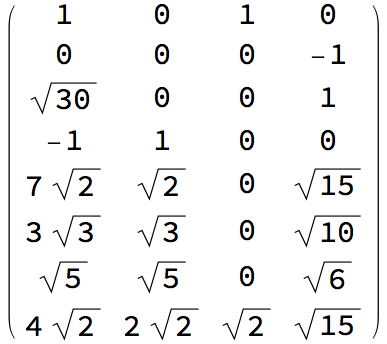 1 0 1 0
0 0 0 −1
√30 0 0 1
−1 1 0 0
7 √2 √2 0 √15
3 √3 √3 0 √10
√5 √5 0 √6
4 √2 2 √2 √2 √15